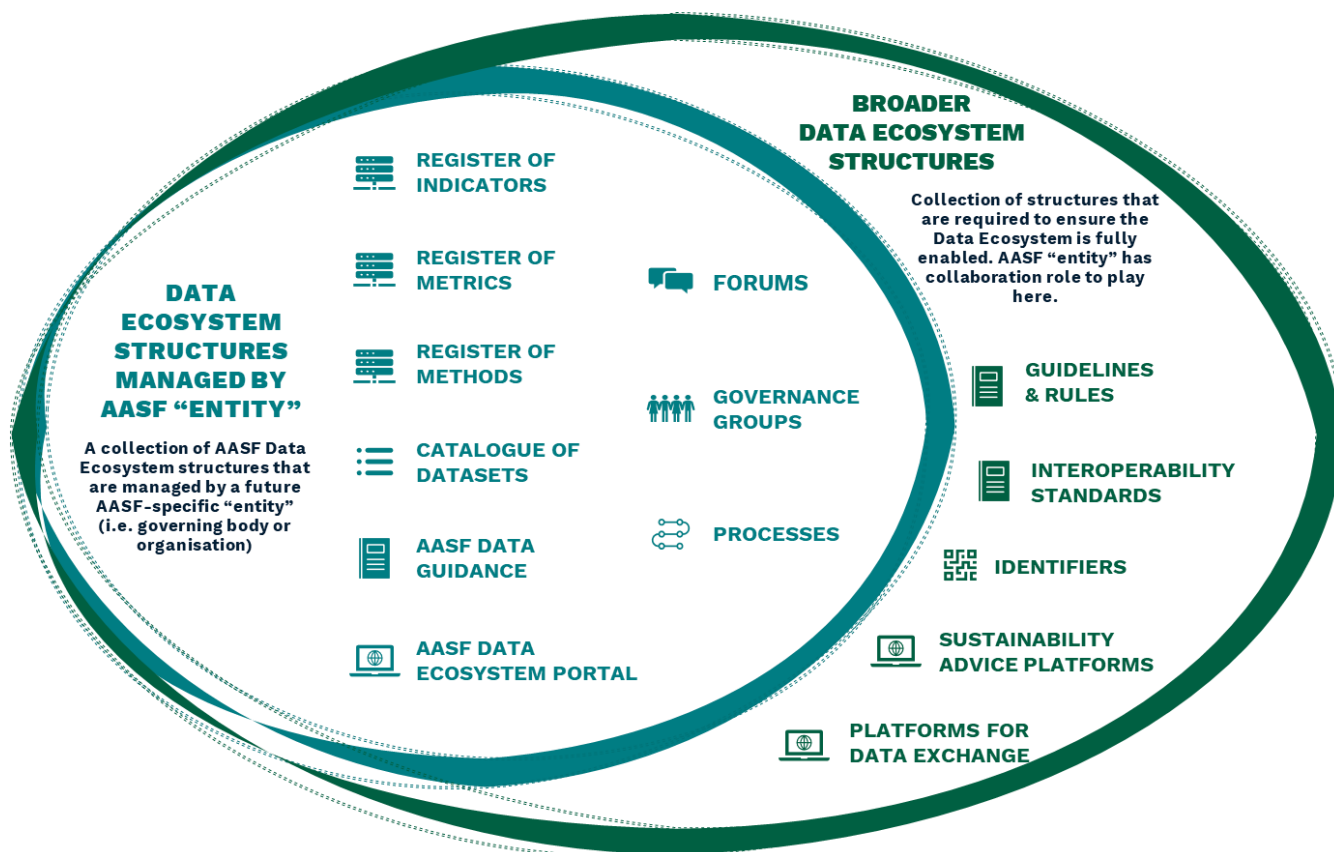 DATA
ECOSYSTEM
STRUCTURES
MANAGED BY
AASF “ENTITY”
A collection of AASF Data
Ecosystem structures that
are managed by a future
AASF-specific “entity”
(i.e. governing body or
organisation)
REGISTER OF
INDICATORS
REGISTER OF
METRICS
REGISTER OF
METHODS
CATALOGUE OF
DATASETS
AASF DATA
GUIDANCE
AASF DATA
ECOSYSTEM PORTAL
FORUMS
GOVERNANCE
GROUPS
PROCESSES
BROADER
DATA ECOSYSTEM
STRUCTURES
Collection of structures that
are required to ensure the
Data Ecosystem is fully
enabled. AASF “entity” has
collaboration role to play
here.
GUIDELINES
& RULES
INTEROPERABILITY
STANDARDS
IDENTIFIERS
SUSTAINABILITY
ADVICE PLATFORMS
PLATFORMS FOR
DATA EXCHANGE